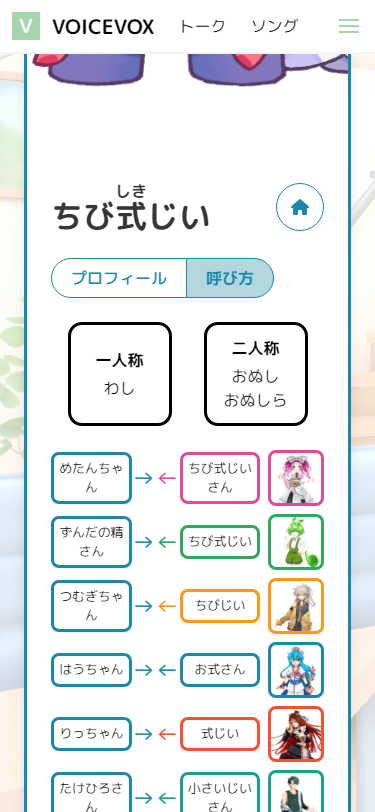 V VOICEVOX トーク ソング
しき
ちび式じい
プロフィール 呼び方
一人称
わし
二人称
おぬし
おぬしら
めたんちゃ
ん
ちび式じい
さん
ずんだの精
さん
ちび式じい
つむぎちゃ
ん
ちびじい
はうちゃん
お式さん
りっちゃん
式じい
たけひろさ
ん
小さいじい
さん